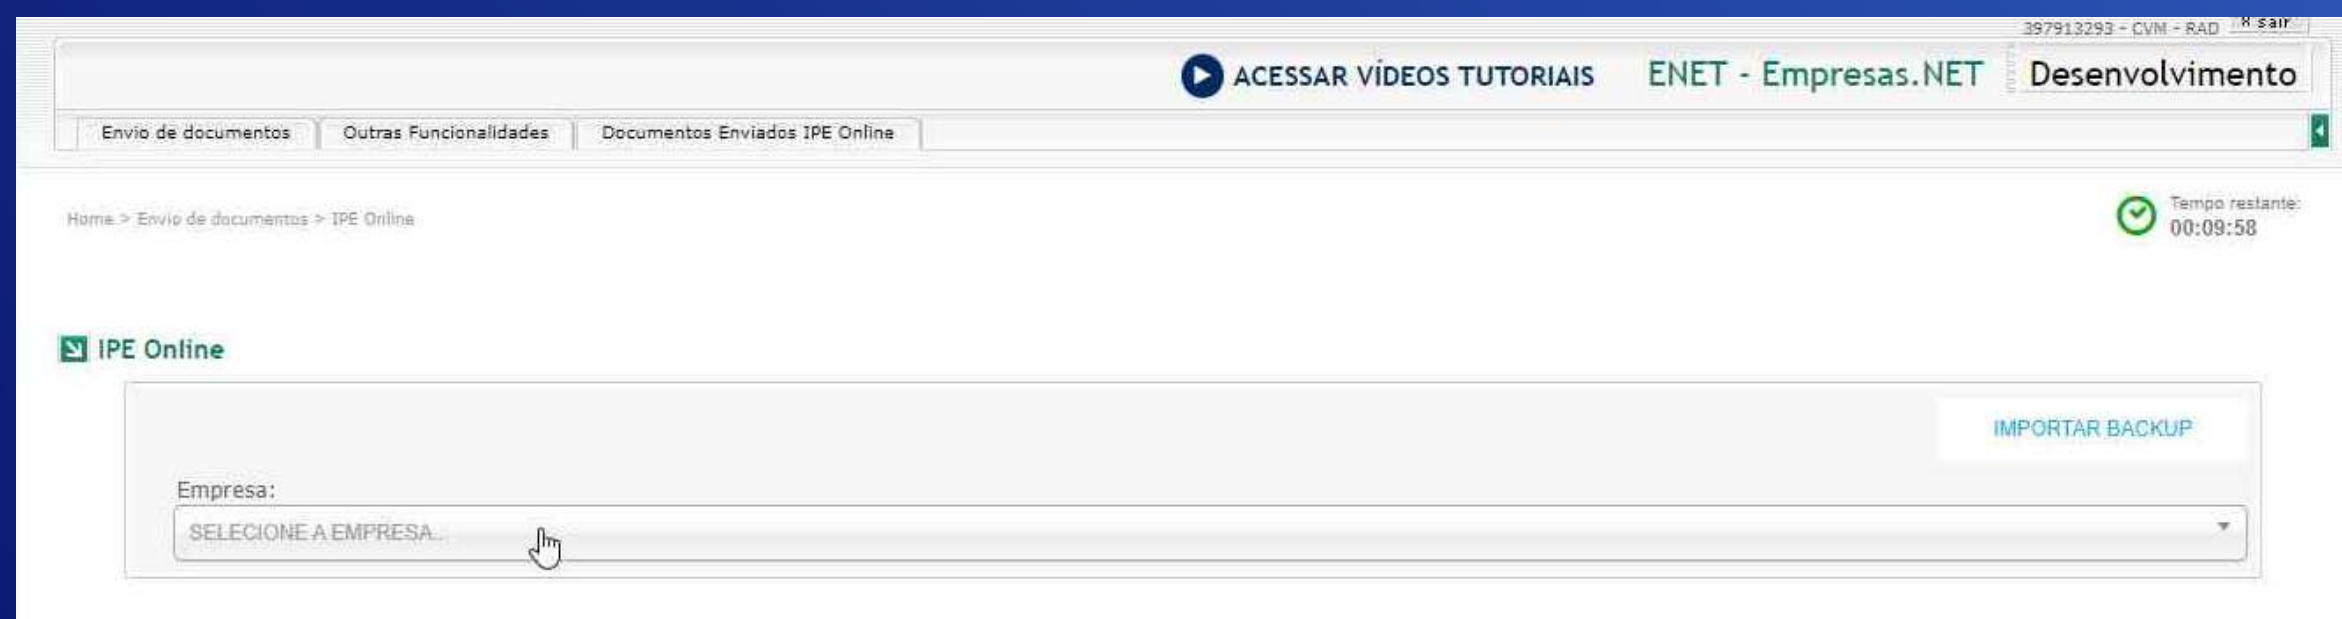 397913293 - CVM - RAD x sair
ACESSAR VÍDEOS TUTORIAIS ENET - Empresas.NET Desenvolvimento
Envio de documentos Outras Funcionalidades Documentos Enviados IPE Online
Home > Envio de documentos > IPE Online
Tempo restante:
00:09:58
IPE Online
IMPORTAR BACKUP
Empresa:
SELECIONE A EMPRESA...